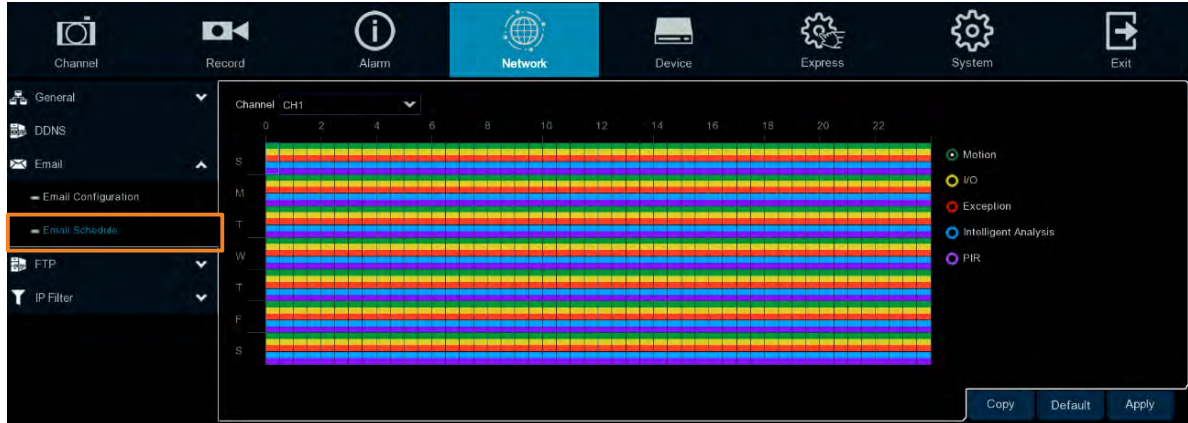 Channel Record Alarm Network Device Express System Exit
General
DDNS
Email
Email Configuration
Email Schedule
FTP
IP Filter
Channel CH1
0 2 4 6 8 10 12 14 16 18 20 22
S
M
T
W
T
F
S
Motion
I/O
Exception
Intelligent Analysis
PIR
Copy Default Apply